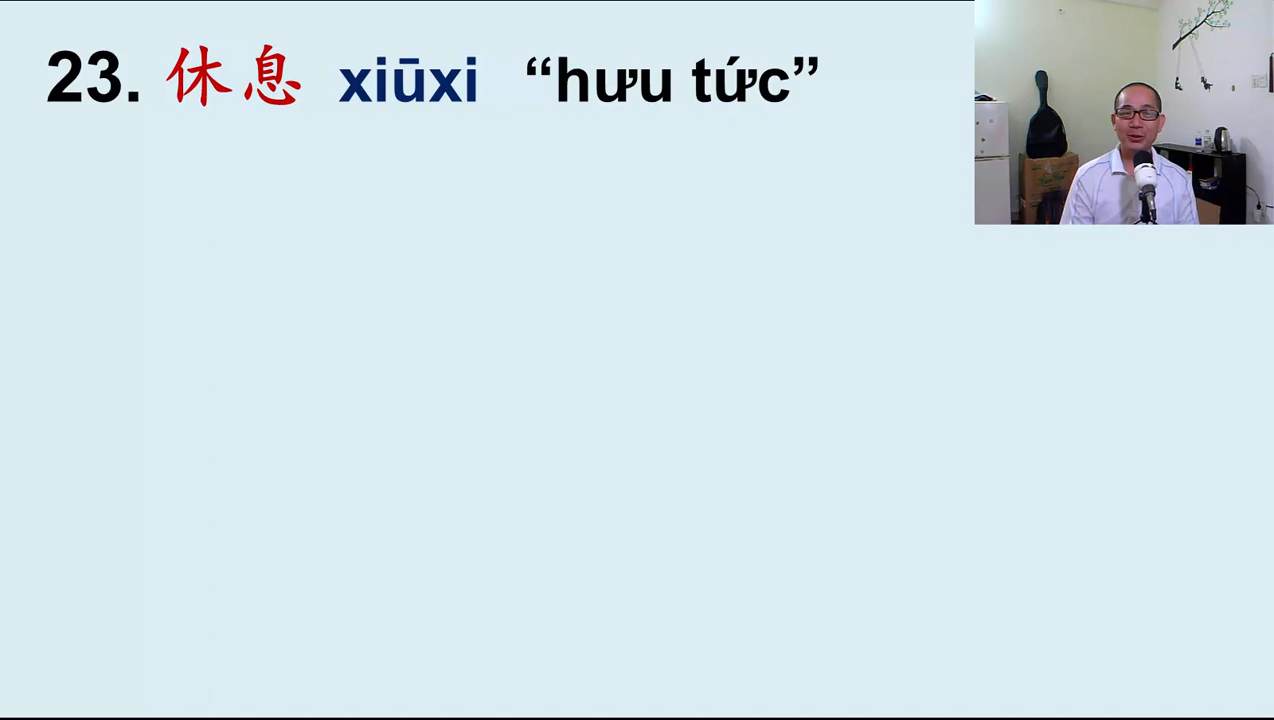 23. 休息 xiūxi “hưu tức”